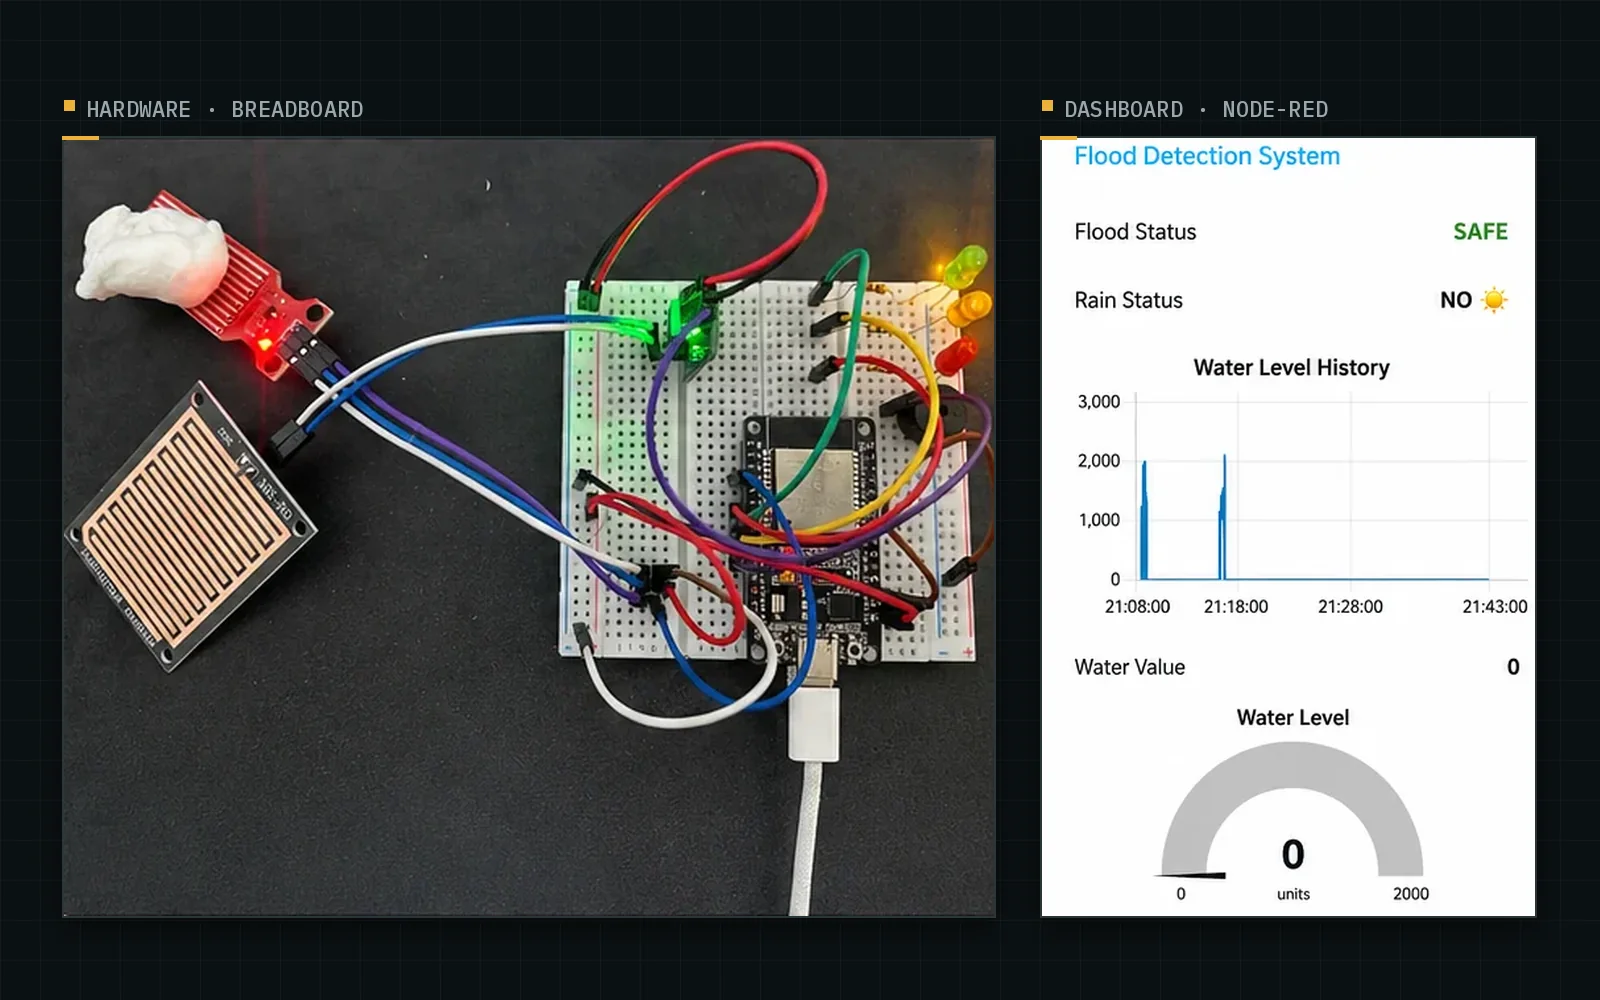 HARDWARE · BREADBOARD
DASHBOARD · NODE-RED
Flood Detection System
Flood Status SAFE
Rain Status NO
Water Level History
3,000
2,000
1,000
0
21:08:00 21:18:00 21:28:00 21:43:00
Water Value 0
Water Level
0
0 units 2000